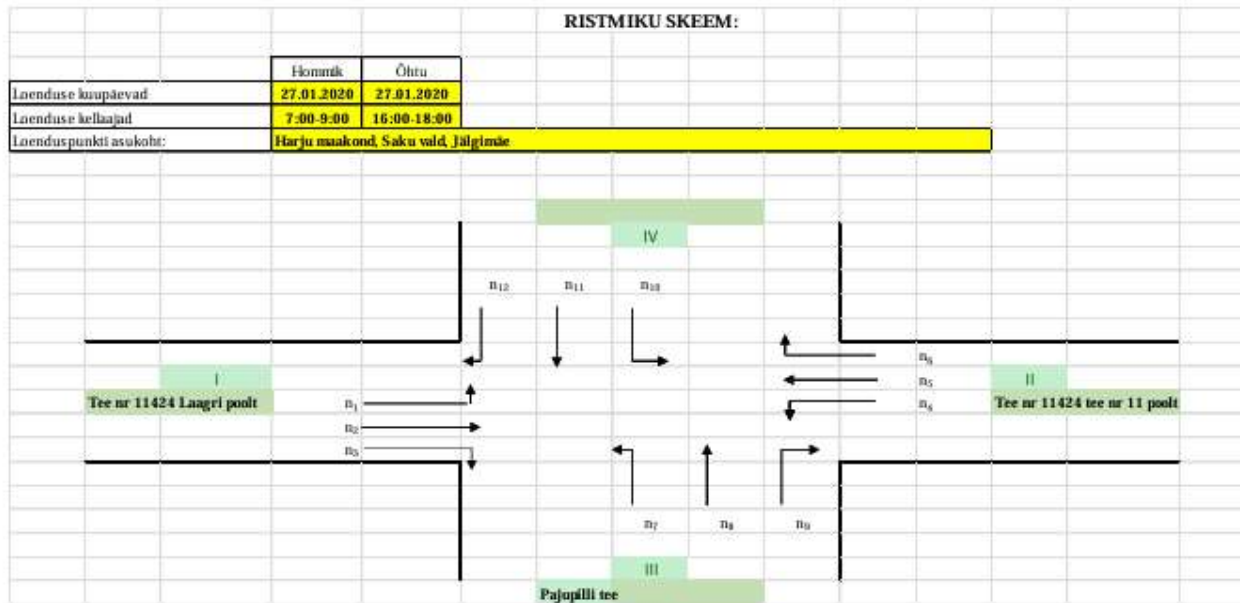 RISTMIKU SKEEM:
Hommik Õhtu
Loenduse kuupäevad 27.01.2020 27.01.2020
Loenduse kellaajad 7:00-9:00 16:00-18:00
Loenduspunkti asukoht: Harju maakond, Saku vald, Jälgimäe
IV
n₁₂ n₁₁ n₁₀
n₆
I n₅ II
Tee nr 11424 Laagri poolt n₁ n₄ Tee nr 11424 tee nr 11 poolt
n₂
n₃
n₇ n₈ n₉
III
Pajupilli tee